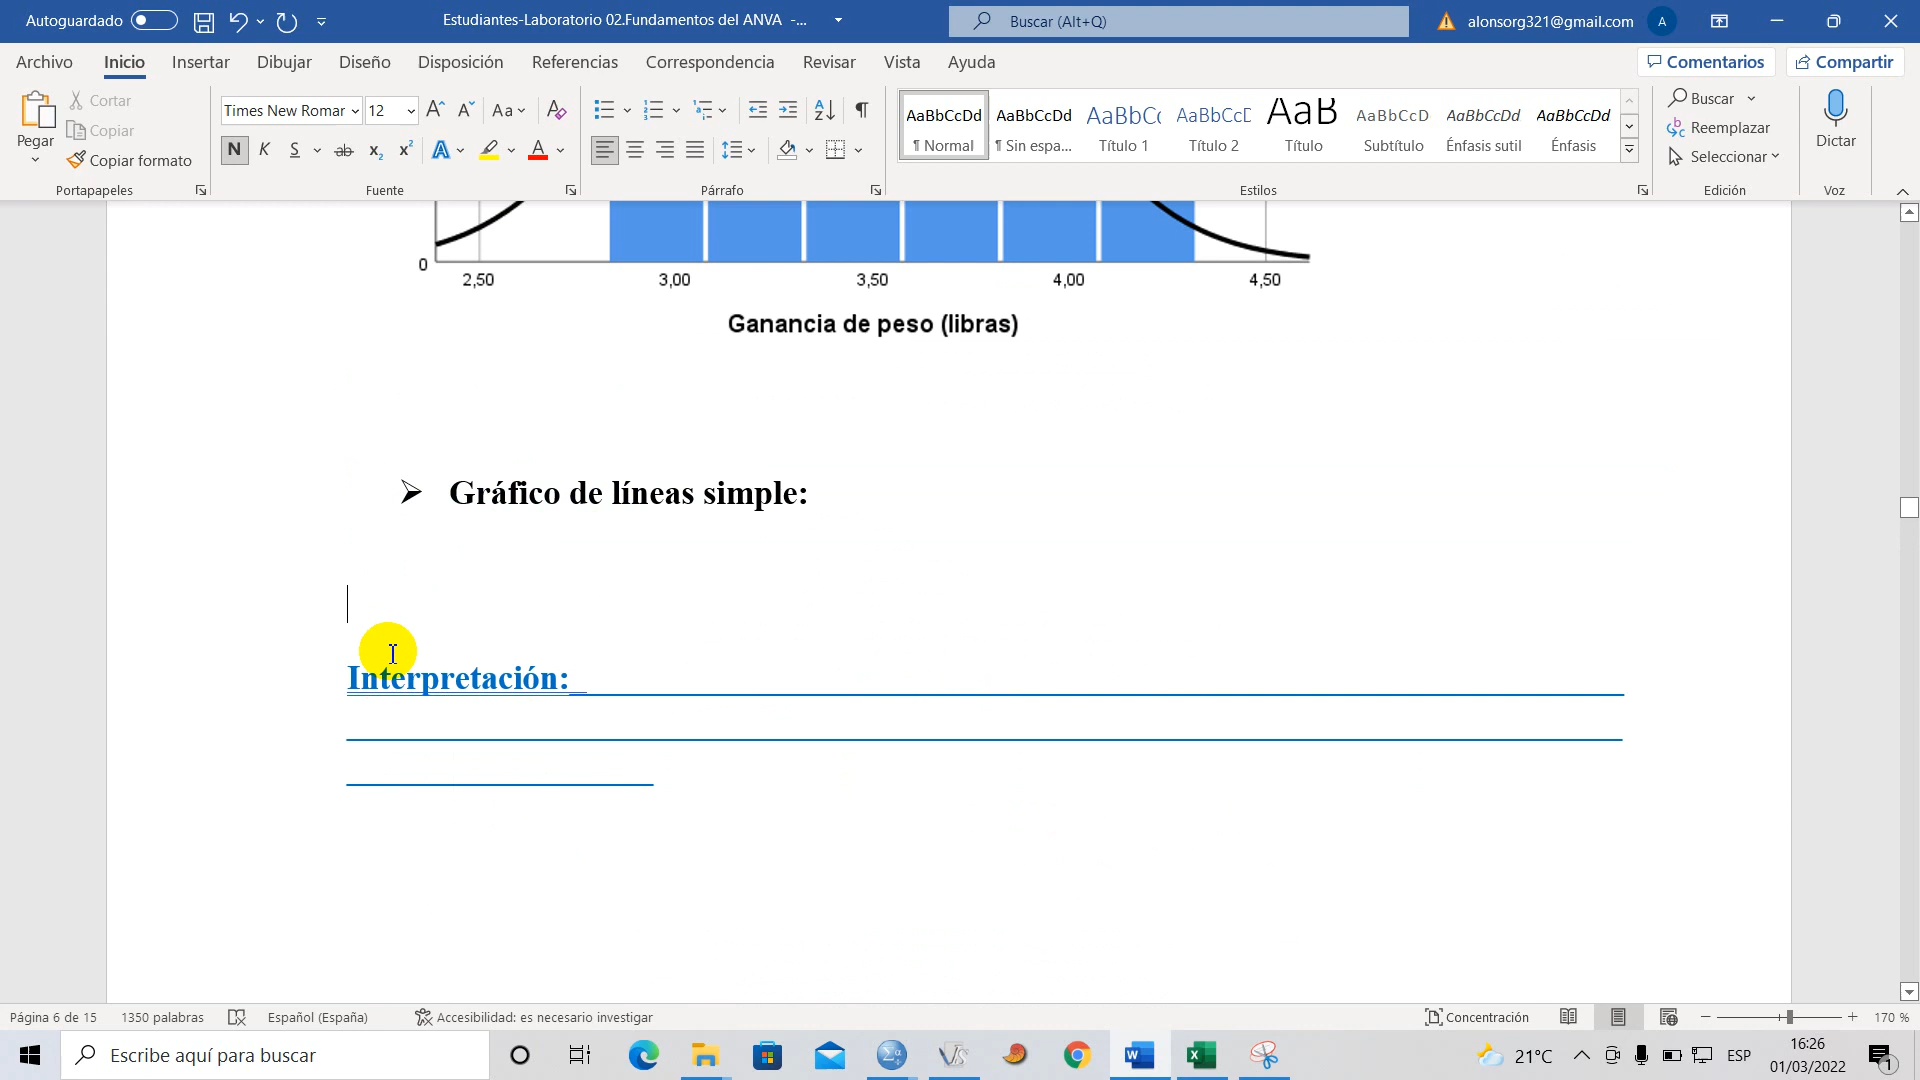 Autoguardado
Estudiantes-Laboratorio 02.Fundamentos del ANVA -...
Buscar (Alt+Q)
alonsorg321@gmail.com
A
Archivo
Inicio
Insertar
Dibujar
Diseño
Disposición
Referencias
Correspondencia
Revisar
Vista
Ayuda
Comentarios
Compartir
Pegar
Cortar
Copiar
Copiar formato
Portapapeles
Times New Romar
12
Aa
N K S ab x₂ x²
Fuente
Párrafo
AaBbCcDd
¶ Normal
AaBbCcDd
¶ Sin espa...
AaBbCc
Título 1
AaBbCcD
Título 2
AaB
Título
AaBbCcD
Subtítulo
AaBbCcDd
Énfasis sutil
AaBbCcDd
Énfasis
Estilos
Buscar
Reemplazar
Seleccionar
Edición
Dictar
Voz
0
2,50 3,00 3,50 4,00 4,50
Ganancia de peso (libras)
➢ Gráfico de líneas simple:
Interpretación:
Página 6 de 15
1350 palabras
Español (España)
Accesibilidad: es necesario investigar
Concentración
170 %
Escribe aquí para buscar
21°C
ESP
16:26
01/03/2022
1